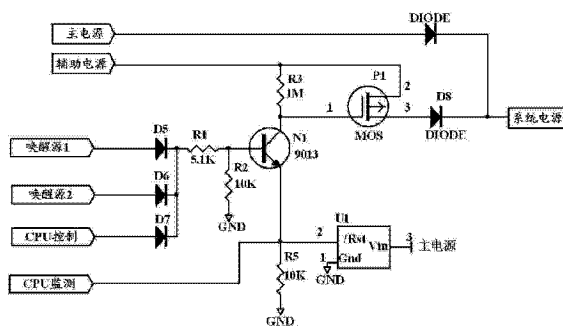 DIODE
主电源
辅助电源
P1
R3
1M
2
D8
1
3
系统电源
DIODE
MOS
D5
R1
N1
唤醒源1
9013
5.1K
R2
D6
10K
唤醒源2
U1
D7
GND
CPU控制
2
/Rst
Vin
3
主电源
1
Gnd
GND
CPU监测
R5
10K
GND